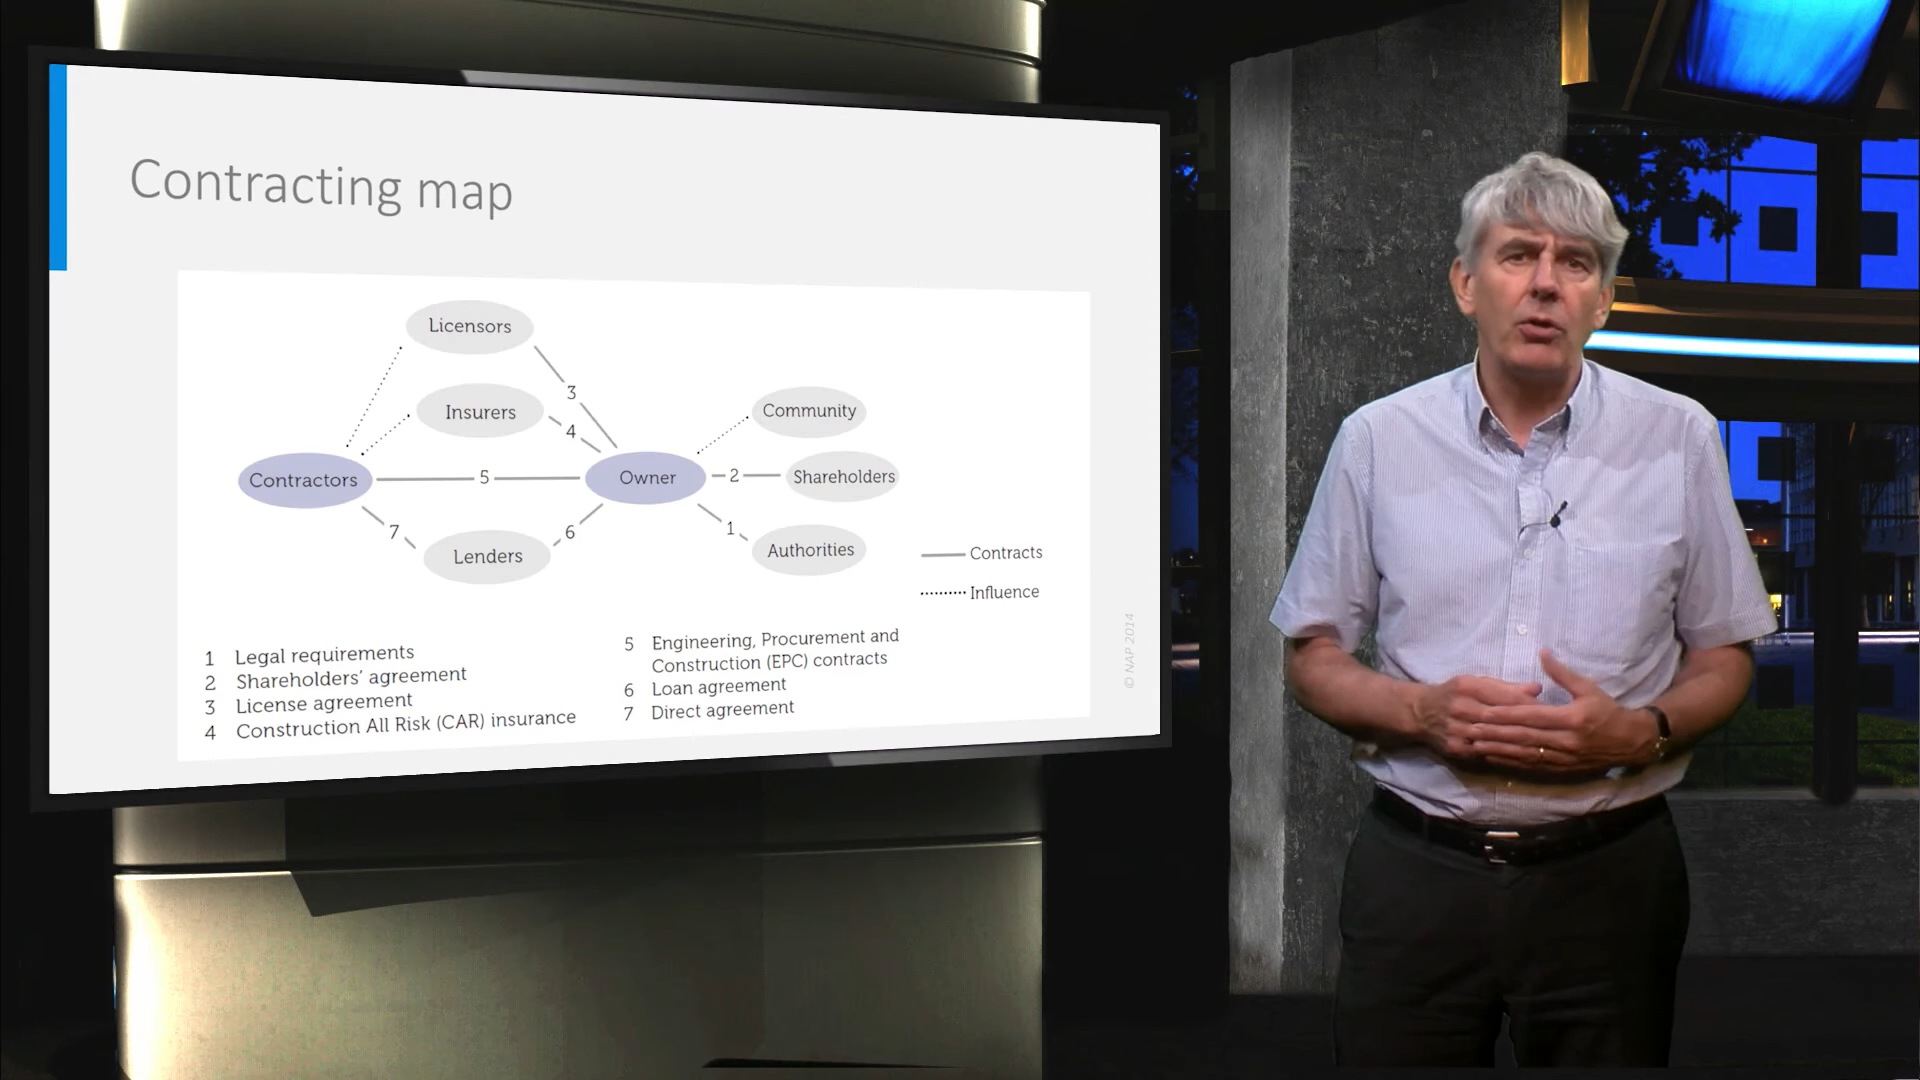 Contracting map
Licensors
3
Insurers
4
Community
Contractors
5
Owner
2
Shareholders
7
6
1
Lenders
Authorities
Contracts
Influence
1 Legal requirements
2 Shareholders' agreement
3 License agreement
4 Construction All Risk (CAR) insurance
5 Engineering, Procurement and
Construction (EPC) contracts
6 Loan agreement
7 Direct agreement
© NAP 2014